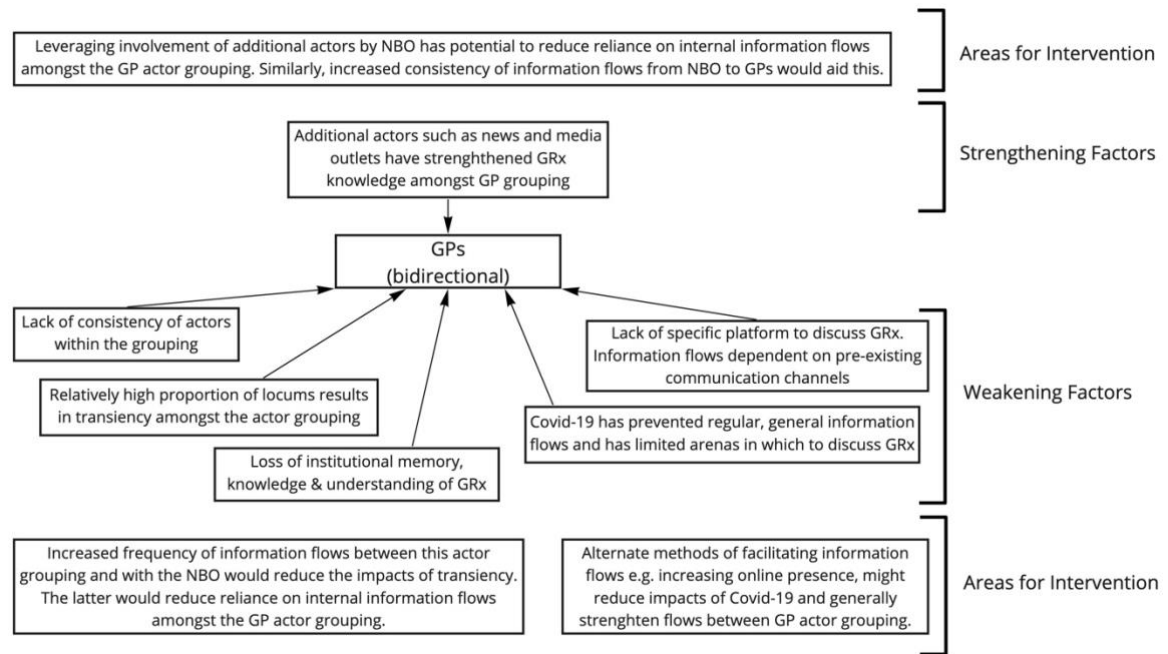 Leveraging involvement of additional actors by NBO has potential to reduce reliance on internal information flows
amongst the GP actor grouping. Similarly, increased consistency of information flows from NBO to GPs would aid this.
Areas for Intervention
Additional actors such as news and media
outlets have strenghthened GRx
knowledge amongst GP grouping
Strengthening Factors
GPs
(bidirectional)
Lack of consistency of actors
within the grouping
Relatively high proportion of locums results
in transiency amongst the actor grouping
Loss of institutional memory,
knowledge & understanding of GRx
Lack of specific platform to discuss GRx.
Information flows dependent on pre-existing
communication channels
Covid-19 has prevented regular, general information
flows and has limited arenas in which to discuss GRx
Weakening Factors
Increased frequency of information flows between this actor
grouping and with the NBO would reduce the impacts of transiency.
The latter would reduce reliance on internal information flows
amongst the GP actor grouping.
Alternate methods of facilitating information
flows e.g. increasing online presence, might
reduce impacts of Covid-19 and generally
strenghten flows between GP actor grouping.
Areas for Intervention